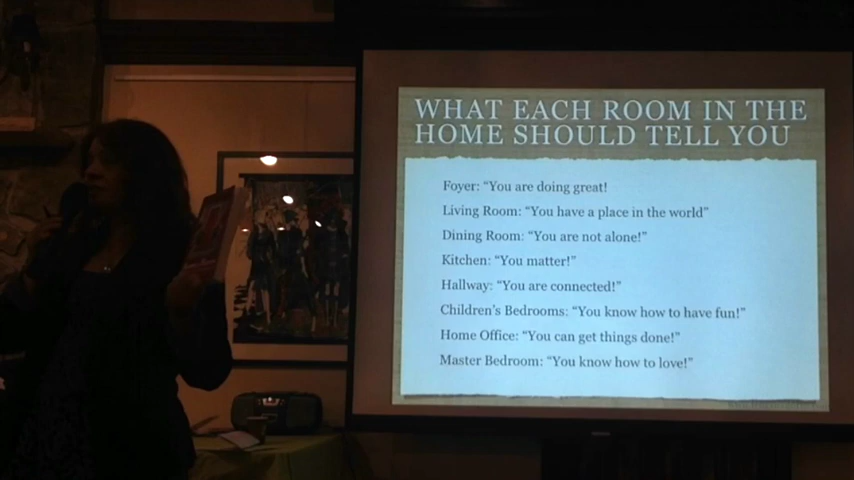 WHAT EACH ROOM IN THE
HOME SHOULD TELL YOU
Foyer: “You are doing great!
Living Room: “You have a place in the world”
Dining Room: “You are not alone!”
Kitchen: “You matter!”
Hallway: “You are connected!”
Children’s Bedrooms: “You know how to have fun!”
Home Office: “You can get things done!”
Master Bedroom: “You know how to love!”